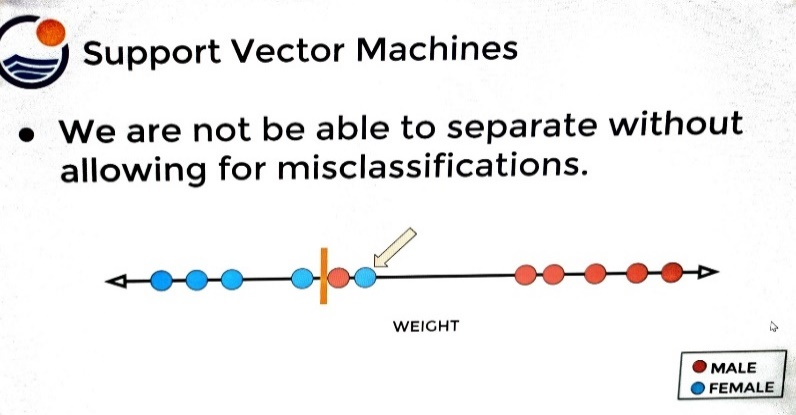 Support Vector Machines
• We are not be able to separate without
allowing for misclassifications.
WEIGHT
MALE
FEMALE